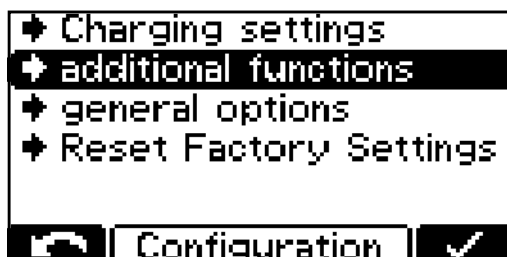 Charging settings
additional functions
general options
Reset Factory Settings
Configuration